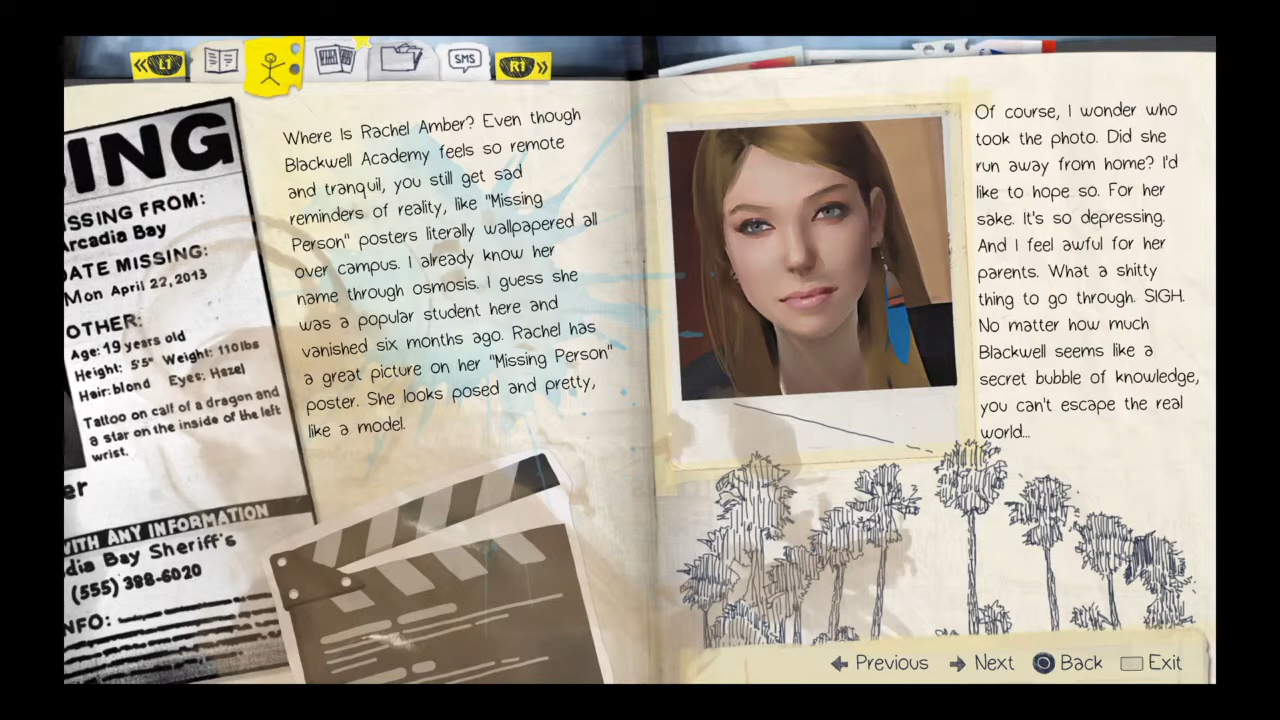 LT
SMS
R1
ING
SSING FROM:
Arcadia Bay
DATE MISSING:
Mon April 22, 2013
OTHER:
Age: 19 years old
Height: 5'5" Weight: 110lbs
Hair: blond Eyes: Hazel
Tattoo on calf of a dragon and
a star on the inside of the left
wrist.
er
WITH ANY INFORMATION
dia Bay Sheriff's
(555) 388-6020
NFO:
Where Is Rachel Amber? Even though
Blackwell Academy feels so remote
and tranquil, you still get sad
reminders of reality, like "Missing
Person" posters literally wallpapered all
over campus. I already know her
name through osmosis. I guess she
was a popular student here and
vanished six months ago. Rachel has
a great picture on her "Missing Person"
poster. She looks posed and pretty,
like a model.
Of course, I wonder who
took the photo. Did she
run away from home? I'd
like to hope so. For her
sake. It's so depressing.
And I feel awful for her
parents. What a shitty
thing to go through. SIGH.
No matter how much
Blackwell seems like a
secret bubble of knowledge,
you can't escape the real
world...
Previous Next Back Exit